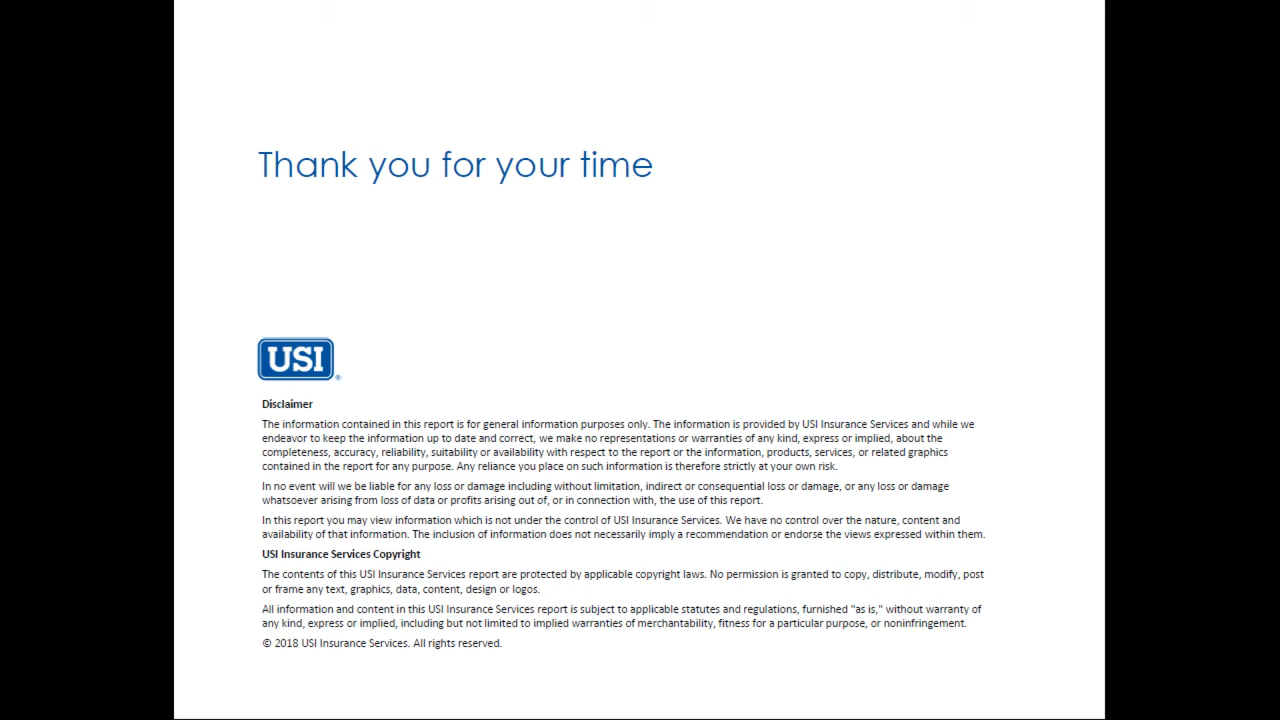 Thank you for your time
USI
®
Disclaimer
The information contained in this report is for general information purposes only. The information is provided by USI Insurance Services and while we
endeavor to keep the information up to date and correct, we make no representations or warranties of any kind, express or implied, about the
completeness, accuracy, reliability, suitability or availability with respect to the report or the information, products, services, or related graphics
contained in the report for any purpose. Any reliance you place on such information is therefore strictly at your own risk.
In no event will we be liable for any loss or damage including without limitation, indirect or consequential loss or damage, or any loss or damage
whatsoever arising from loss of data or profits arising out of, or in connection with, the use of this report.
In this report you may view information which is not under the control of USI Insurance Services. We have no control over the nature, content and
availability of that information. The inclusion of information does not necessarily imply a recommendation or endorse the views expressed within them.
USI Insurance Services Copyright
The contents of this USI Insurance Services report are protected by applicable copyright laws. No permission is granted to copy, distribute, modify, post
or frame any text, graphics, data, content, design or logos.
All information and content in this USI Insurance Services report is subject to applicable statutes and regulations, furnished "as is," without warranty of
any kind, express or implied, including but not limited to implied warranties of merchantability, fitness for a particular purpose, or noninfringement.
© 2018 USI Insurance Services. All rights reserved.